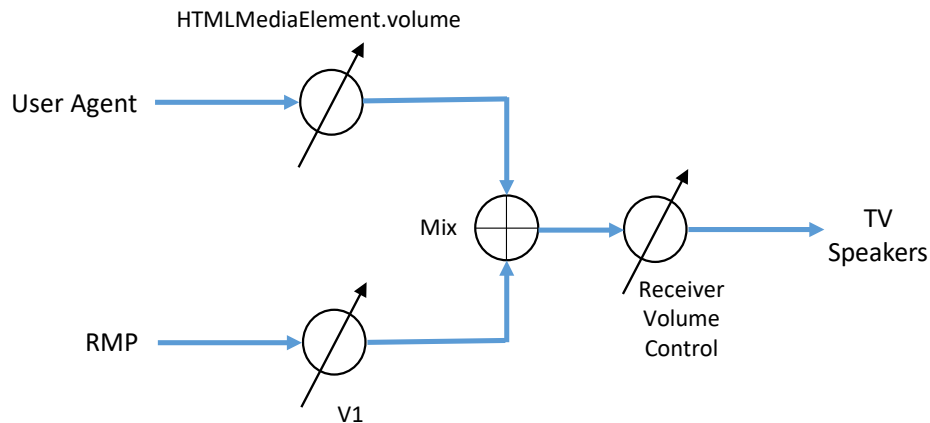 HTMLMediaElement.volume
User Agent
Mix
TV
Speakers
Receiver
Volume
Control
RMP
V1